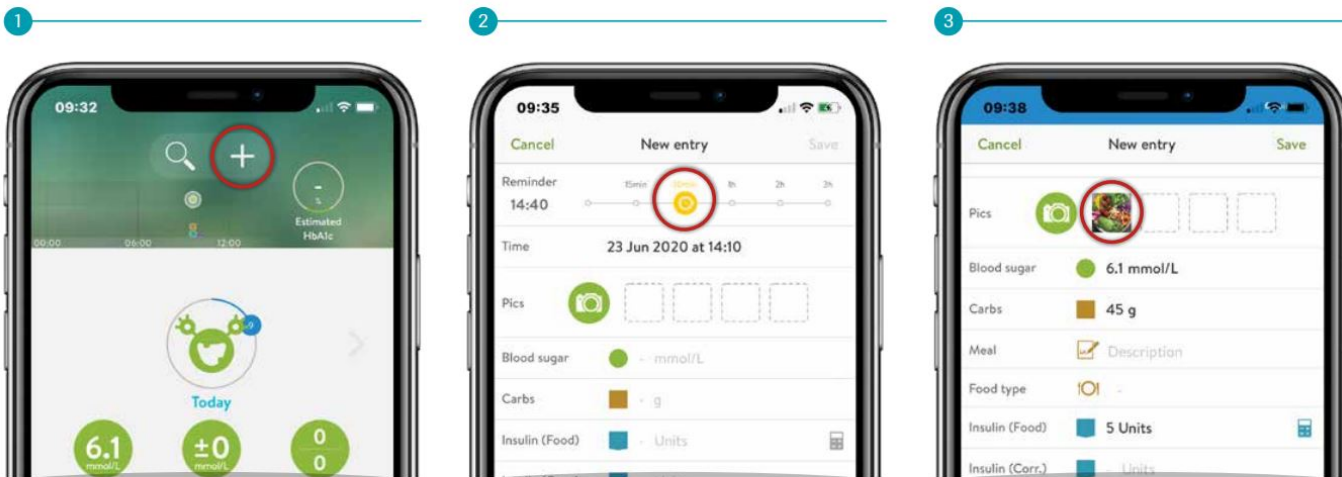 1
2
3
09:32
Estimated
HbA1c
00:00 06:00 12:00
x9
Today
6.1
mmol/L
±0
mmol/L
0
0
09:35
Cancel New entry Save
Reminder 15min 30min 1h 2h 3h
14:40
Time 23 Jun 2020 at 14:10
Pics
Blood sugar - mmol/L
Carbs - g
Insulin (Food) - Units
09:38
Cancel New entry Save
Pics
Blood sugar 6.1 mmol/L
Carbs 45 g
Meal Description
Food type -
Insulin (Food) 5 Units
Insulin (Corr.) - Units